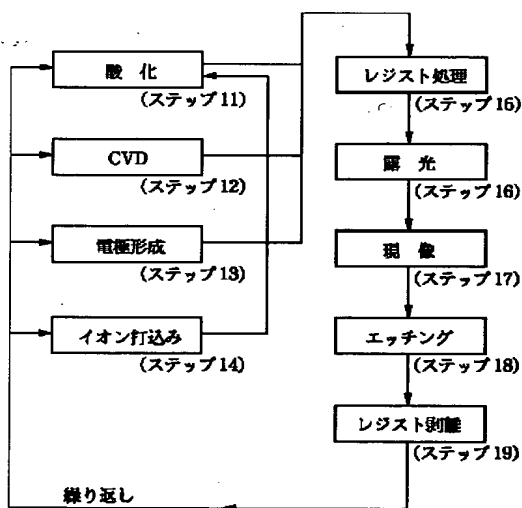 酸化
(ステップ11)
CVD
(ステップ12)
電極形成
(ステップ13)
イオン打込み
(ステップ14)
繰り返し
レジスト処理
(ステップ15)
露光
(ステップ16)
現像
(ステップ17)
エッチング
(ステップ18)
レジスト剥離
(ステップ19)